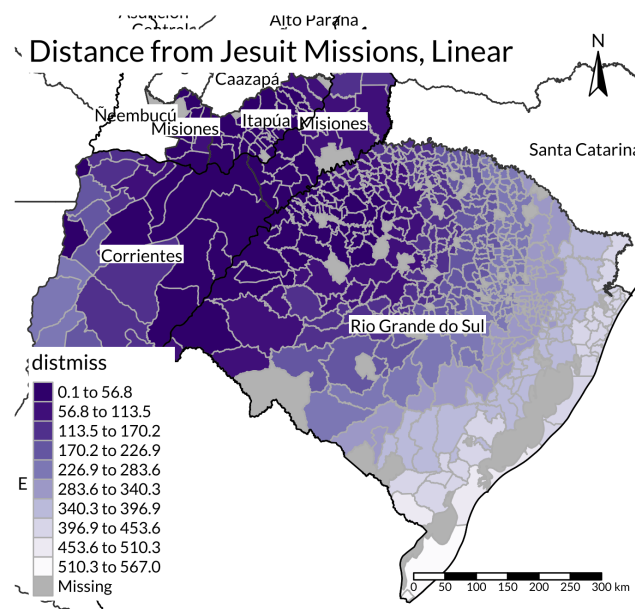 Alto Parana
Distance from Jesuit Missions, Linear
N
Caazapá
Ñeembucú
Misiones
Itapúa
Misiones
Santa Catarina
Corrientes
Rio Grande do Sul
distmiss
0.1 to 56.8
56.8 to 113.5
113.5 to 170.2
170.2 to 226.9
226.9 to 283.6
283.6 to 340.3
340.3 to 396.9
396.9 to 453.6
453.6 to 510.3
510.3 to 567.0
Missing
E
0 50 100 150 200 250 300 km